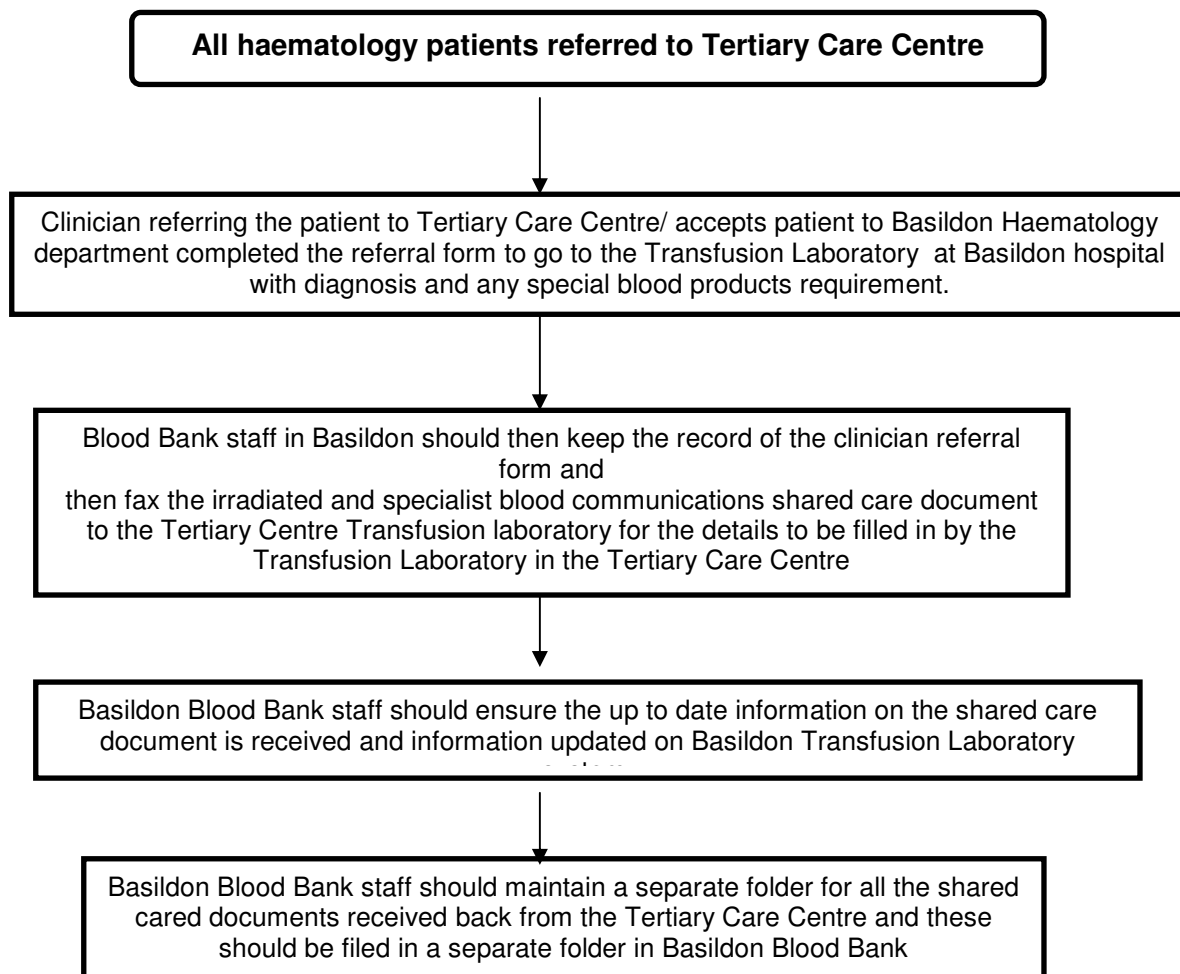 All haematology patients referred to Tertiary Care Centre
Clinician referring the patient to Tertiary Care Centre/ accepts patient to Basildon Haematology
department completed the referral form to go to the Transfusion Laboratory  at Basildon hospital
with diagnosis and any special blood products requirement.
Blood Bank staff in Basildon should then keep the record of the clinician referral
form and
then fax the irradiated and specialist blood communications shared care document
to the Tertiary Centre Transfusion laboratory for the details to be filled in by the
Transfusion Laboratory in the Tertiary Care Centre
Basildon Blood Bank staff should ensure the up to date information on the shared care
document is received and information updated on Basildon Transfusion Laboratory
Basildon Blood Bank staff should maintain a separate folder for all the shared
cared documents received back from the Tertiary Care Centre and these
should be filed in a separate folder in Basildon Blood Bank